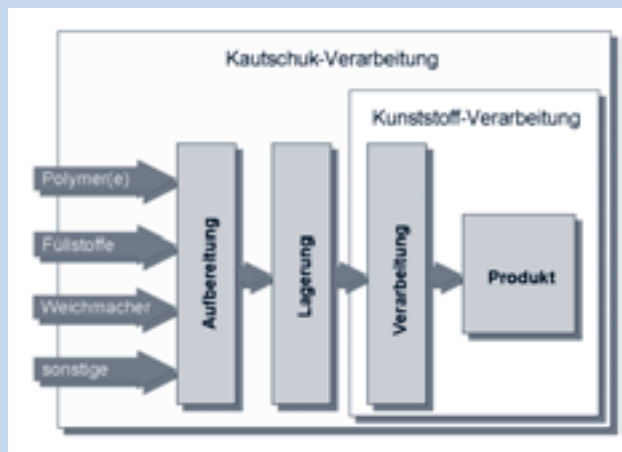 Kautschuk-Verarbeitung
Kunststoff-Verarbeitung
Polymer(e)
Füllstoffe
Weichmacher
sonstige
Aufbereitung
Lagerung
Verarbeitung
Produkt